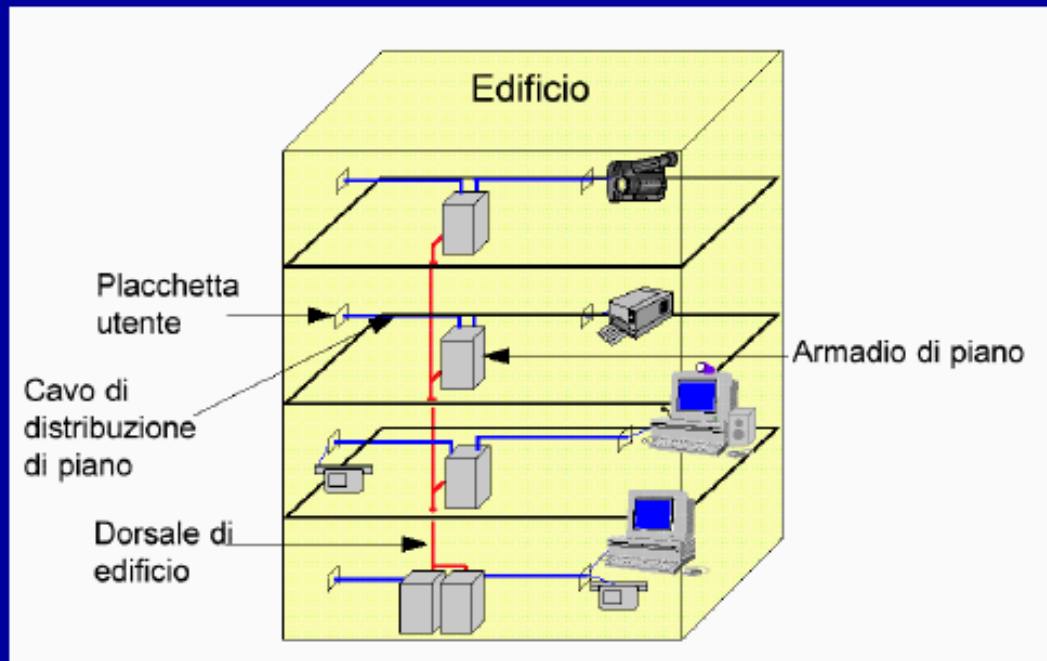 Edificio
Placchetta
utente
Armadio di piano
Cavo di
distribuzione
di piano
Dorsale di
edificio